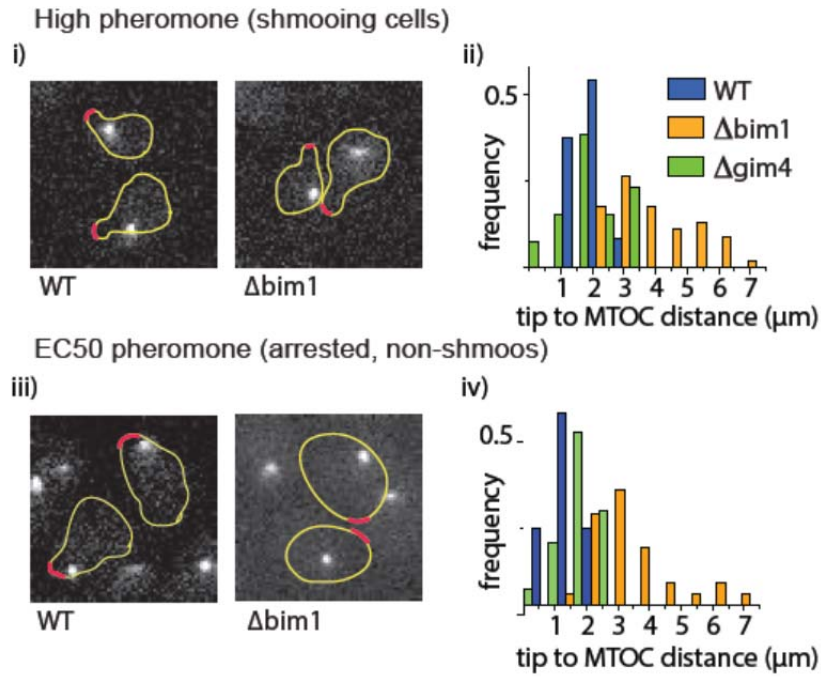 High pheromone (shmooing cells)
i)
WT
Δbim1
ii)
0.5
frequency
WT
Δbim1
Δgim4
1 2 3 4 5 6 7
tip to MTOC distance (μm)
EC50 pheromone (arrested, non-shmoos)
iii)
WT
Δbim1
iv)
0.5
frequency
1 2 3 4 5 6 7
tip to MTOC distance (μm)